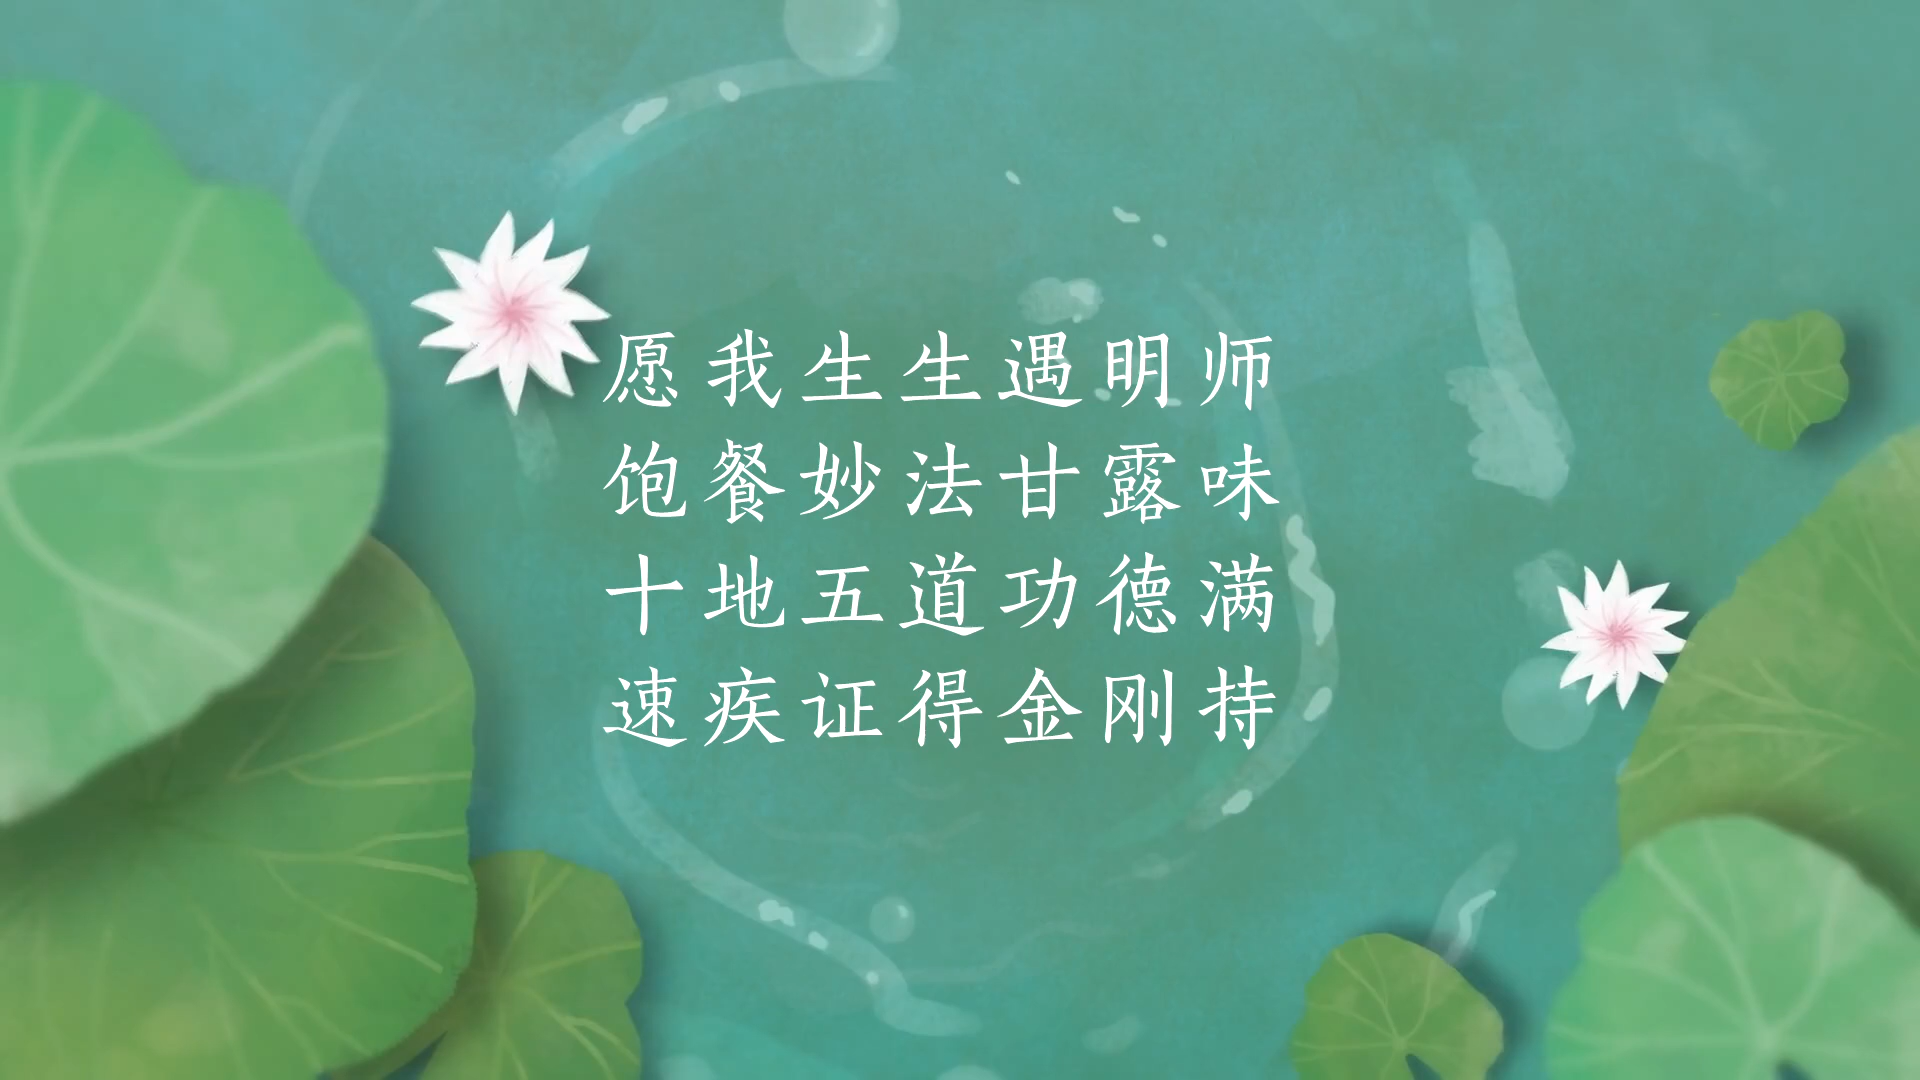 愿我生生遇明师
饱餐妙法甘露味
十地五道功德满
速疾证得金刚持